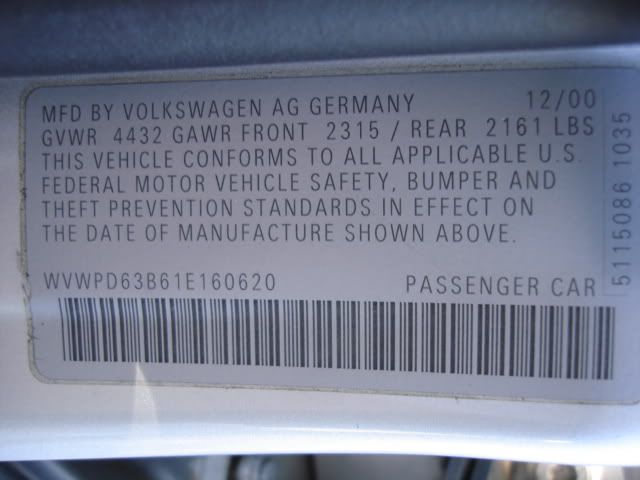 MFD BY VOLKSWAGEN AG GERMANY 12/00
GVWR 4432 GAWR FRONT 2315 / REAR 2161 LBS
THIS VEHICLE CONFORMS TO ALL APPLICABLE U.S.
FEDERAL MOTOR VEHICLE SAFETY, BUMPER AND
THEFT PREVENTION STANDARDS IN EFFECT ON
THE DATE OF MANUFACTURE SHOWN ABOVE.
WVWPD63B61E160620 PASSENGER CAR
51115086 1035